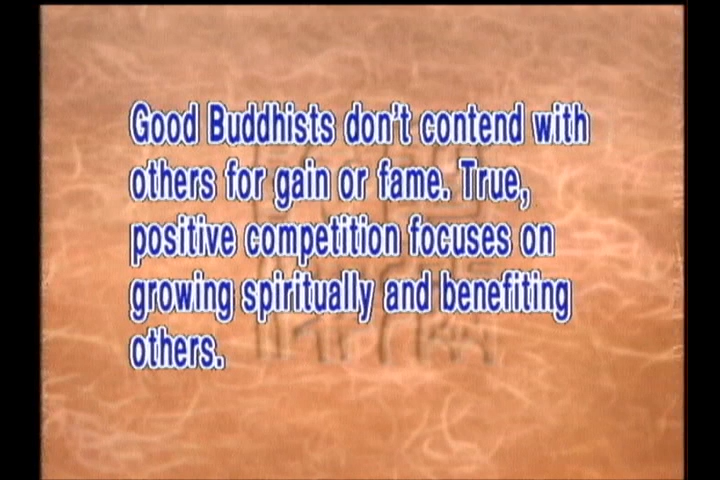 Good Buddhists don't contend with
others for gain or fame. True,
positive competition focuses on
growing spiritually and benefiting
others.